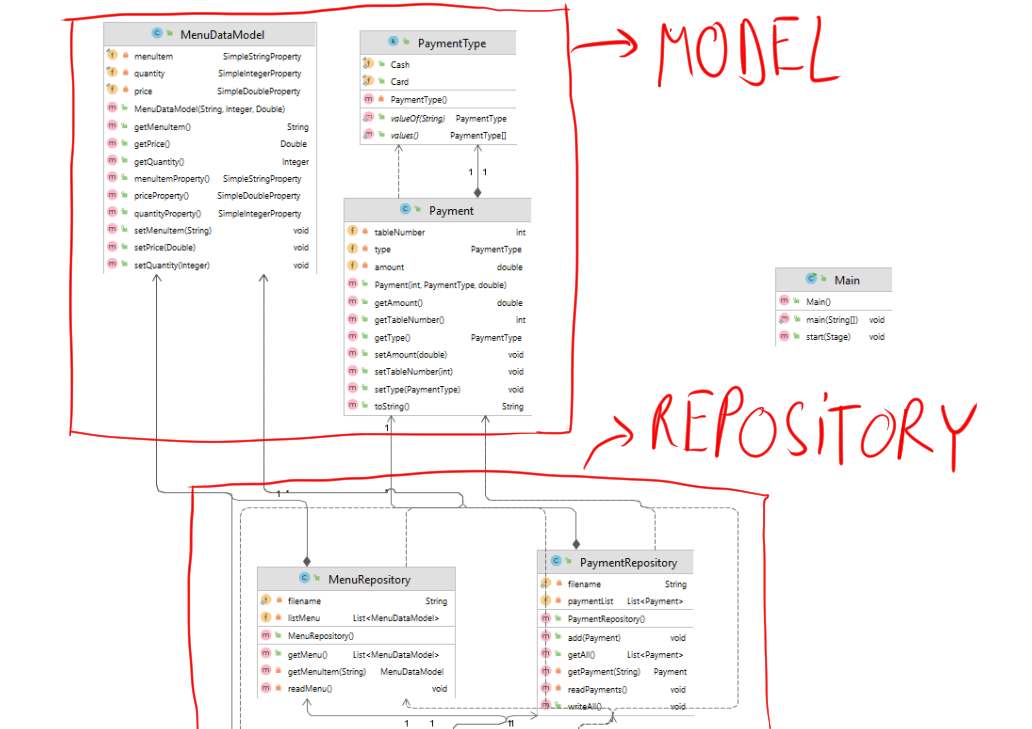 MenuDataModel
menuItem SimpleStringProperty
quantity SimpleIntegerProperty
price SimpleDoubleProperty
MenuDataModel(String, Integer, Double)
getMenuItem() String
getPrice() Double
getQuantity() Integer
menuItemProperty() SimpleStringProperty
priceProperty() SimpleDoubleProperty
quantityProperty() SimpleIntegerProperty
setMenuItem(String) void
setPrice(Double) void
setQuantity(Integer) void
PaymentType
Cash
Card
PaymentType()
valueOf(String) PaymentType
values() PaymentType[]
MODEL
1 1
Payment
tableNumber int
type PaymentType
amount double
Payment(int, PaymentType, double)
getAmount() double
getTableNumber() int
getType() PaymentType
setAmount(double) void
setTableNumber(int) void
setType(PaymentType) void
toString() String
Main
Main()
main(String[]) void
start(Stage) void
1
REPOSITORY
1 *
*
MenuRepository
filename String
listMenu List<MenuDataModel>
MenuRepository()
getMenu() List<MenuDataModel>
getMenuItem(String) MenuDataModel
readMenu() void
PaymentRepository
filename String
paymentList List<Payment>
PaymentRepository()
add(Payment) void
getAll() List<Payment>
getPayment(String) Payment
readPayments() void
writeAll() void
1 1 11